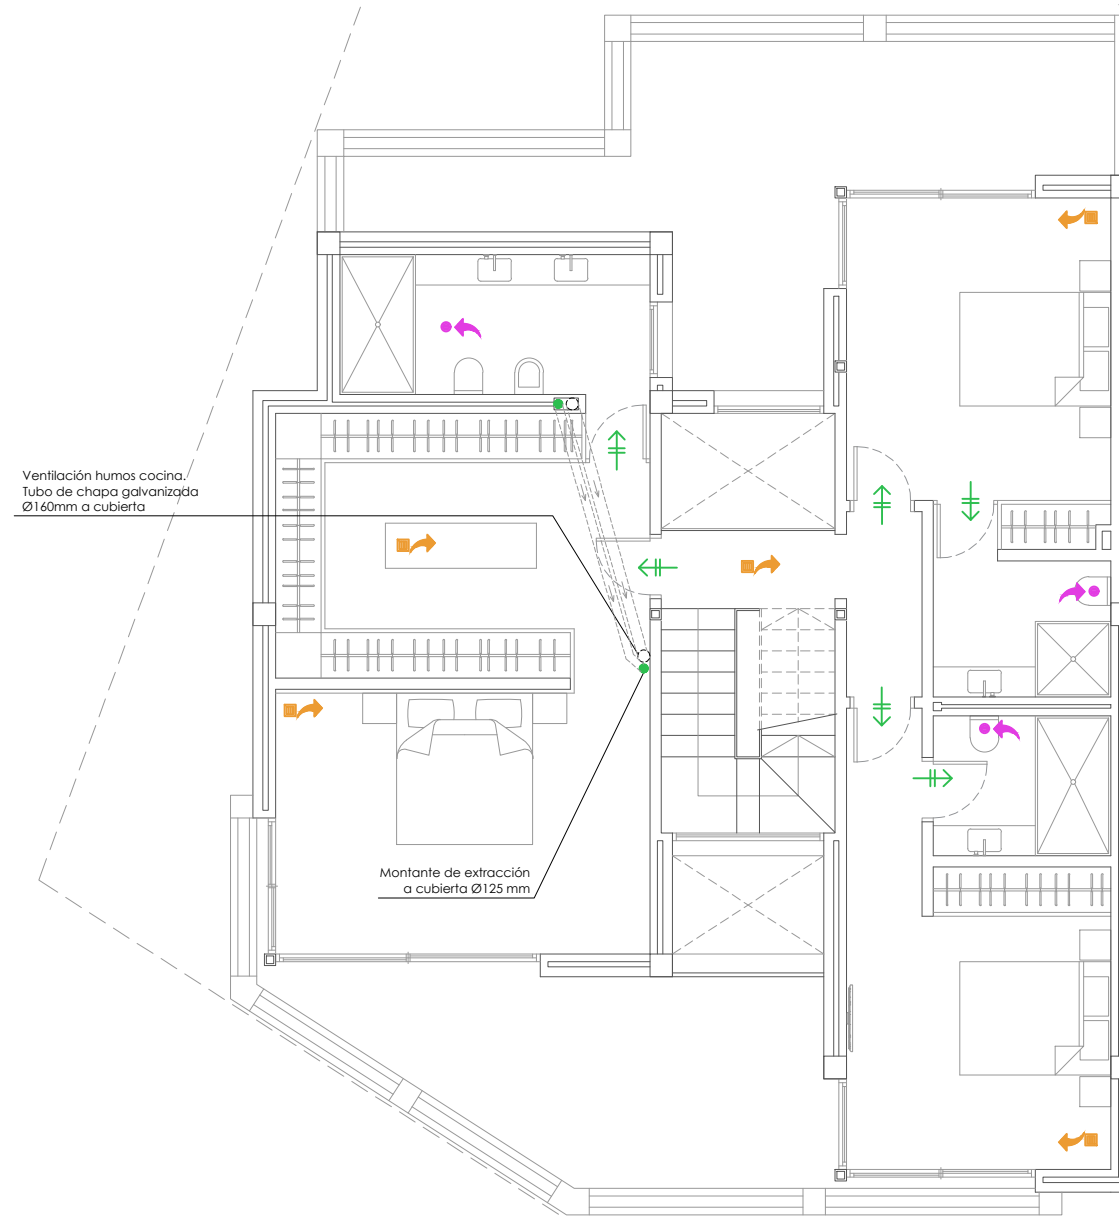 Ventilación humos cocina.
Tubo de chapa galvanizada
Ø160mm a cubierta
Montante de extracción
a cubierta Ø125 mm